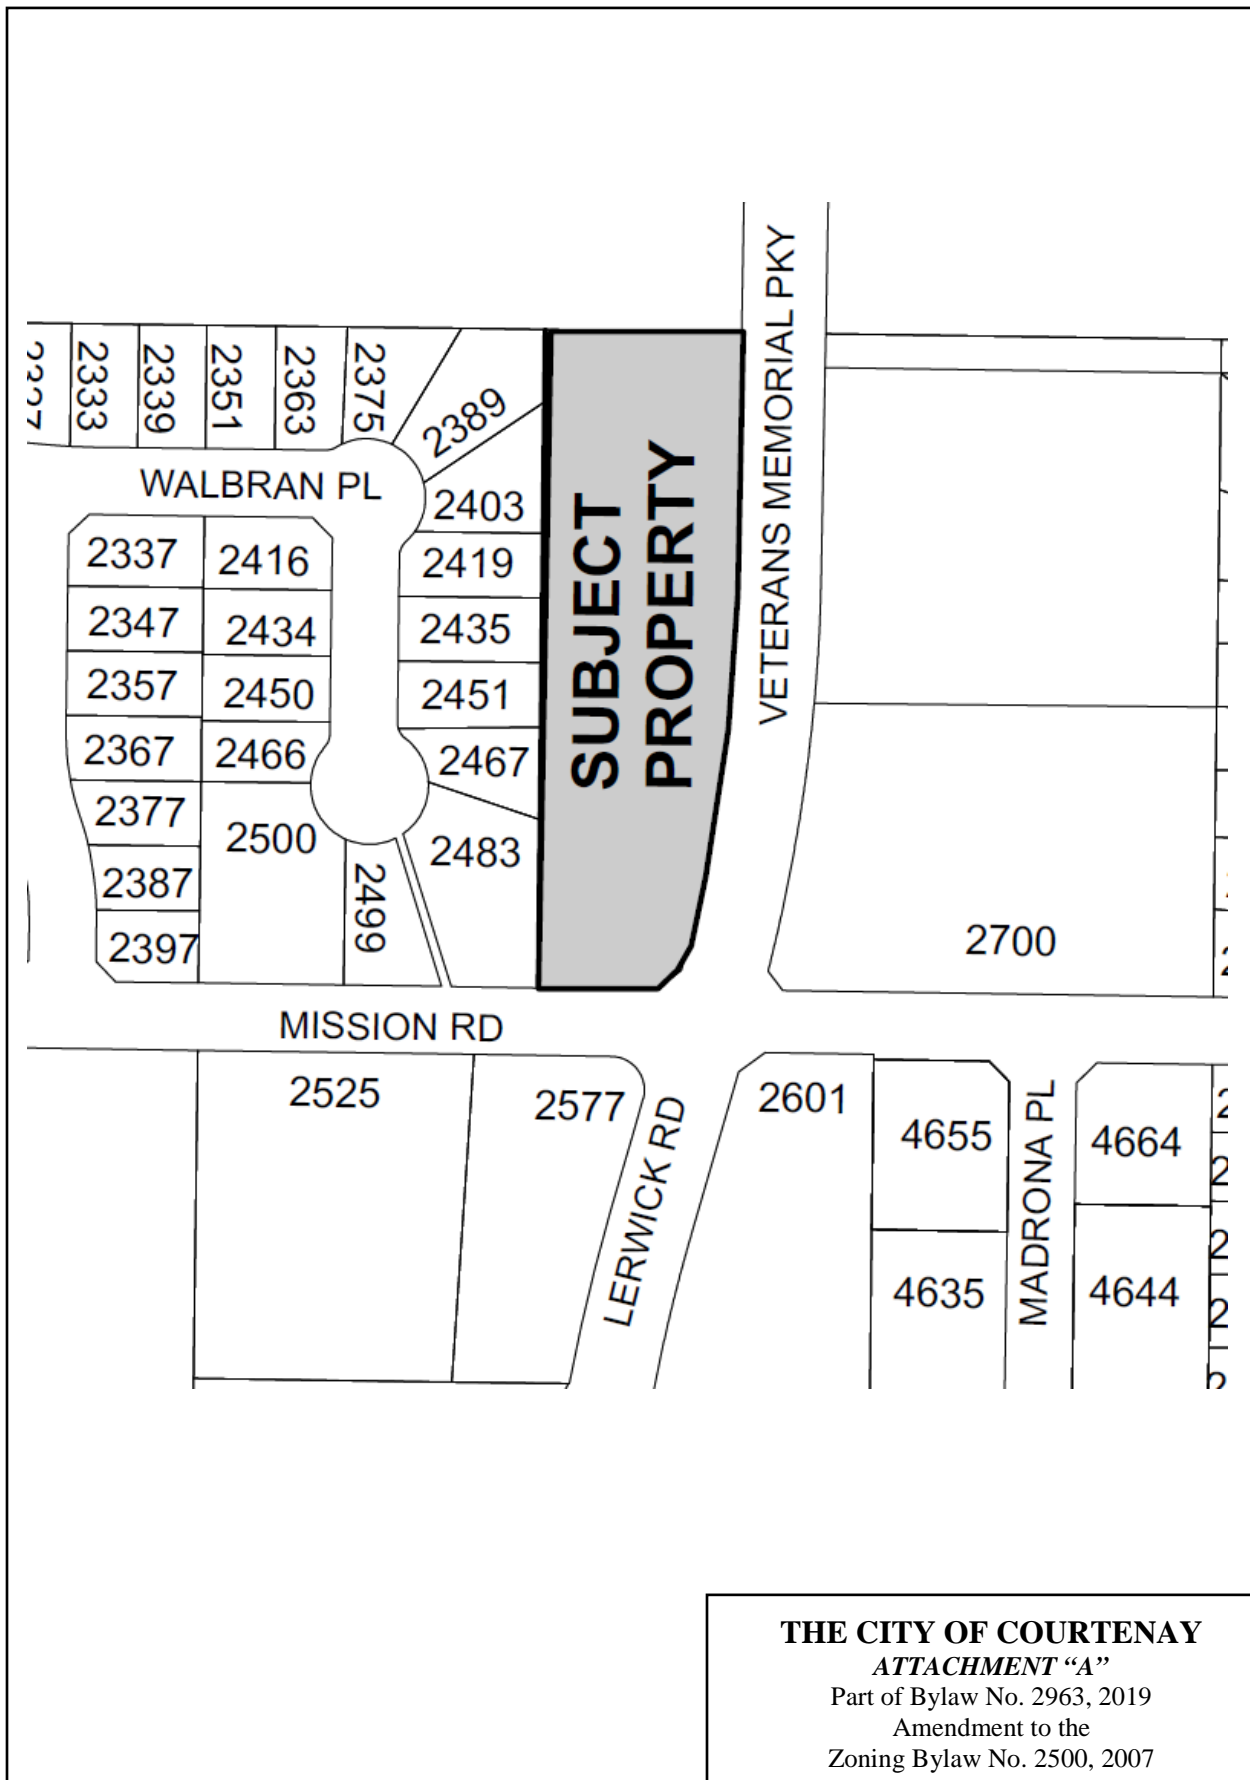 VETERANS MEMORIAL PKY
2333
2339
2351
2363
2375
2389
WALBRAN PL
2403
SUBJECT
PROPERTY
2337
2416
2419
2347
2434
2435
2357
2450
2451
2367
2466
2467
2377
2500
2483
2387
2499
2397
2700
MISSION RD
2525
2577
LERWICK RD
2601
4655
MADRONA PL
4664
4635
4644
THE CITY OF COURTENAY
ATTACHMENT “A”
Part of Bylaw No. 2963, 2019
Amendment to the
Zoning Bylaw No. 2500, 2007